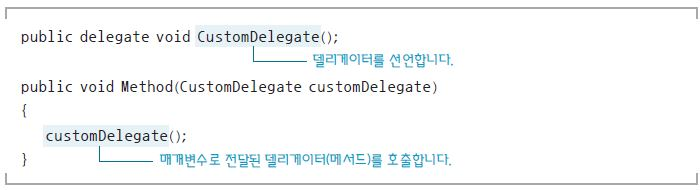 public delegate void CustomDelegate();
델리게이터를 선언합니다.
public void Method(CustomDelegate customDelegate)
{
customDelegate();
}
매개변수로 전달된 델리게이터(메서드)를 호출합니다.